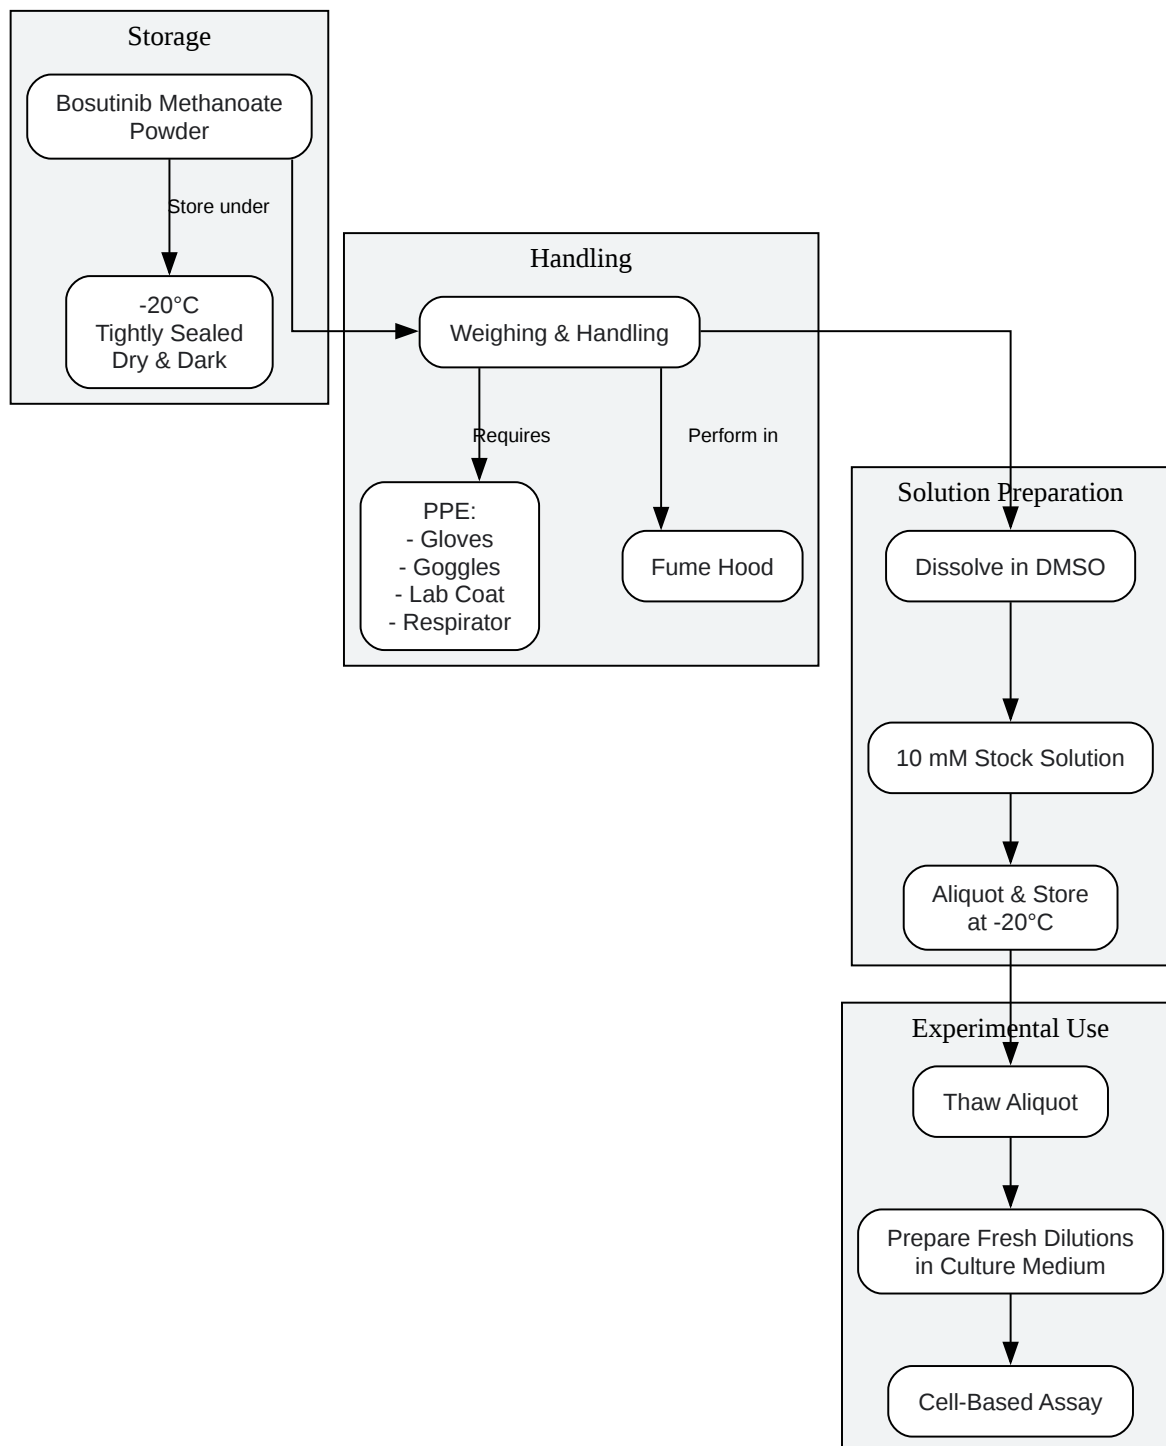 Storage
Bosutinib Methanoate
Powder
Store under
-20°C
Tightly Sealed
Dry & Dark
Handling
Weighing & Handling
Requires
Perform in
PPE:
- Gloves
- Goggles
- Lab Coat
- Respirator
Fume Hood
Solution Preparation
Dissolve in DMSO
10 mM Stock Solution
Aliquot & Store
at -20°C
Experimental Use
Thaw Aliquot
Prepare Fresh Dilutions
in Culture Medium
Cell-Based Assay